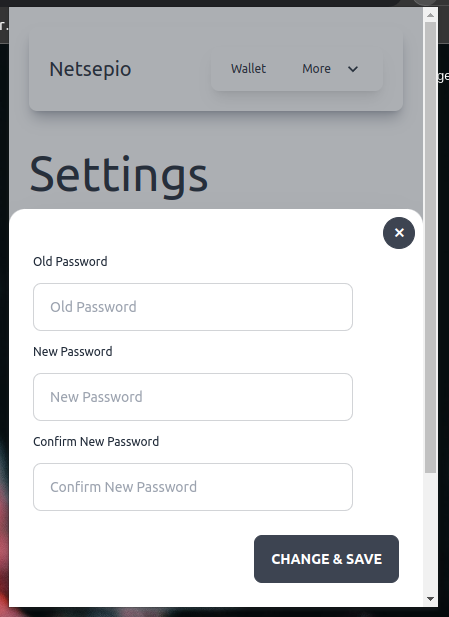 Netsepio
Wallet
More
Settings
Old Password
Old Password
New Password
New Password
Confirm New Password
Confirm New Password
CHANGE & SAVE